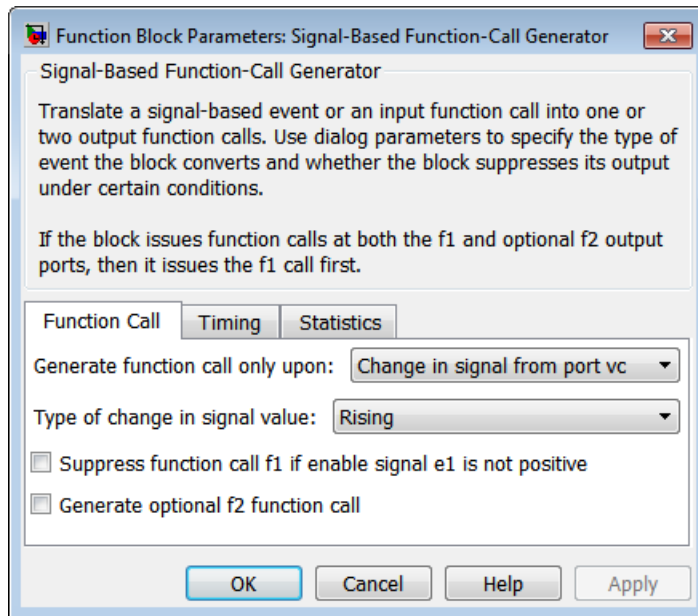 Function Block Parameters: Signal-Based Function-Call Generator
Signal-Based Function-Call Generator
Translate a signal-based event or an input function call into one or
two output function calls. Use dialog parameters to specify the type of
event the block converts and whether the block suppresses its output
under certain conditions.
If the block issues function calls at both the f1 and optional f2 output
ports, then it issues the f1 call first.
Function Call Timing Statistics
Generate function call only upon: Change in signal from port vc
Type of change in signal value: Rising
Suppress function call f1 if enable signal e1 is not positive
Generate optional f2 function call
OK Cancel Help Apply